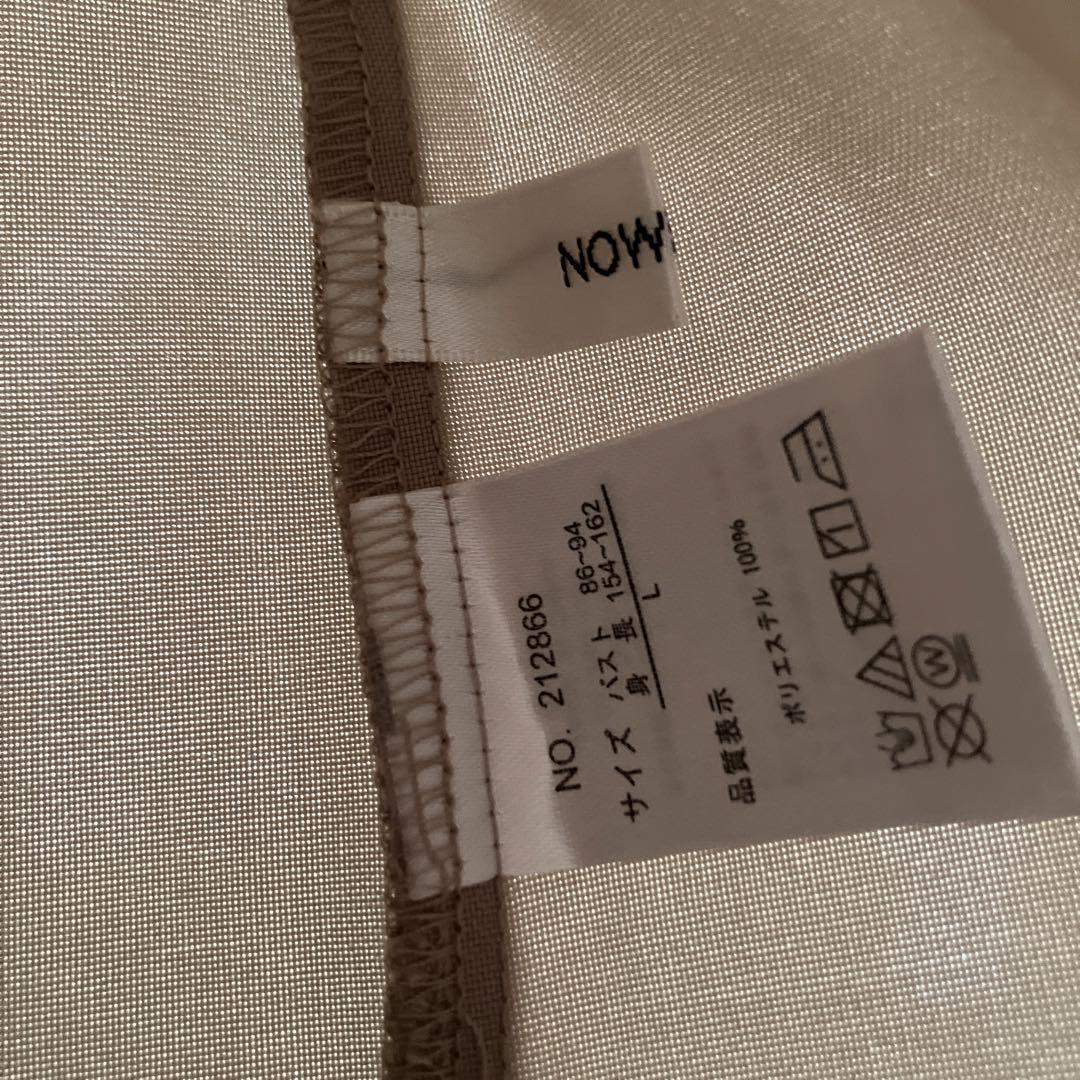 NOW
NO. 212866
サイズ バスト 86~94
身 長 154~162
L
品質表示
ポリエステル 100%
W